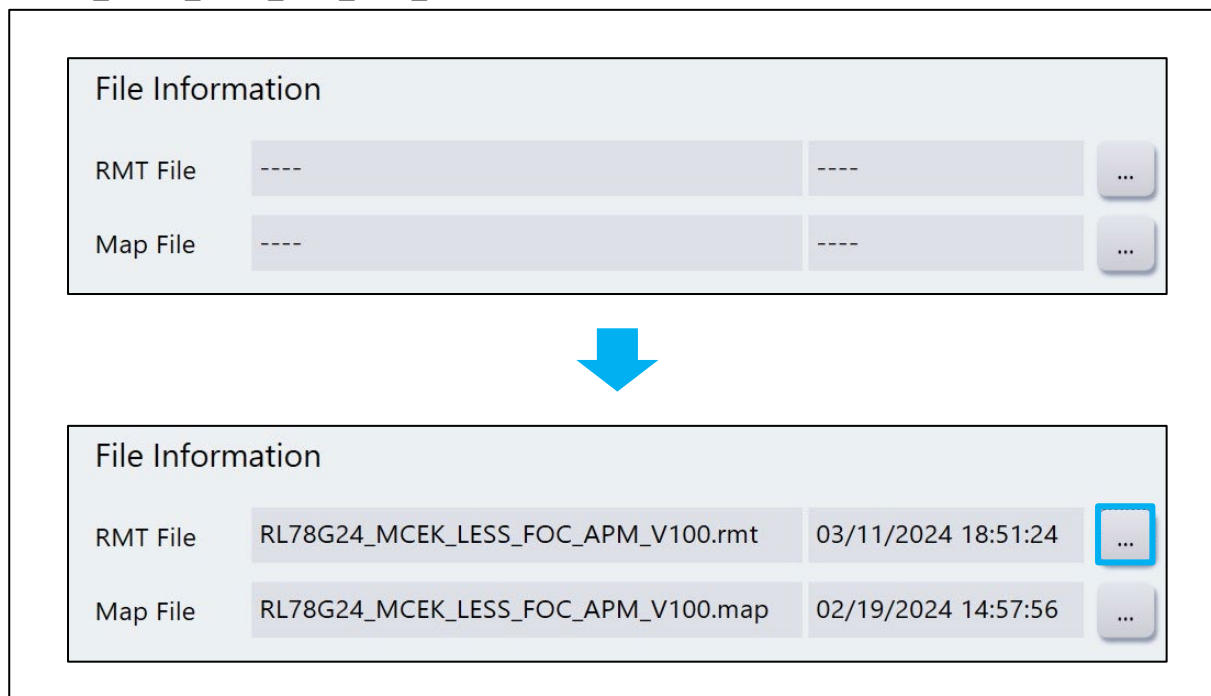 File Information
RMT File ---- ---- ...
Map File ---- ---- ...
File Information
RMT File RL78G24_MCEK_LESS_FOC_APM_V100.rmt 03/11/2024 18:51:24 ...
Map File RL78G24_MCEK_LESS_FOC_APM_V100.map 02/19/2024 14:57:56 ...